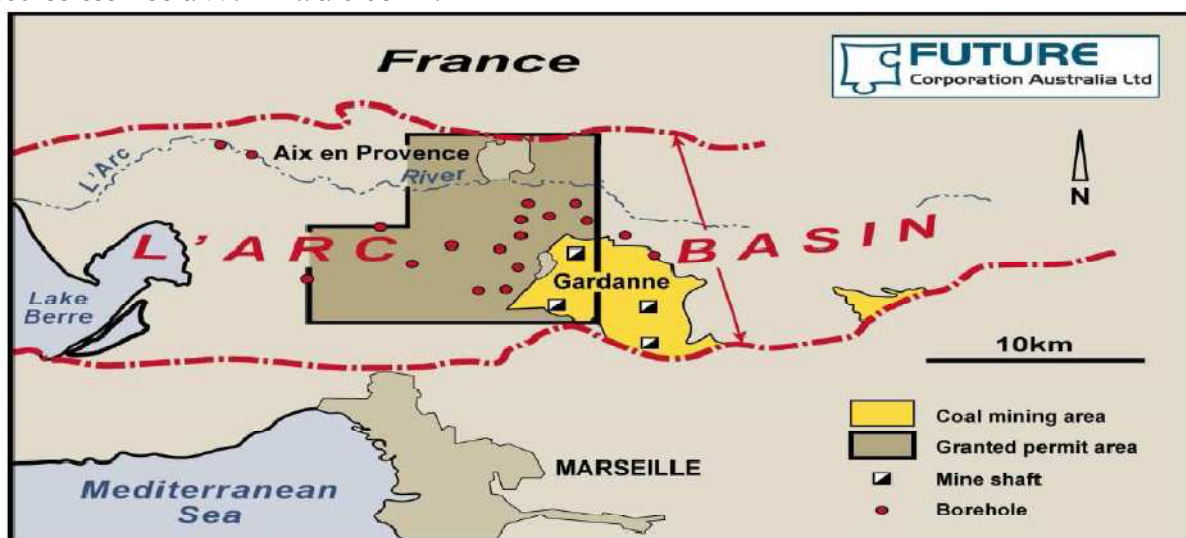 France
FUTURE
Corporation Australia Ltd
Aix en Provence
L'Arc
River
N
L'ARC BASIN
Gardanne
Lake
Berre
10km
Coal mining area
Granted permit area
MARSEILLE
Mine shaft
Mediterranean
Sea
Borehole